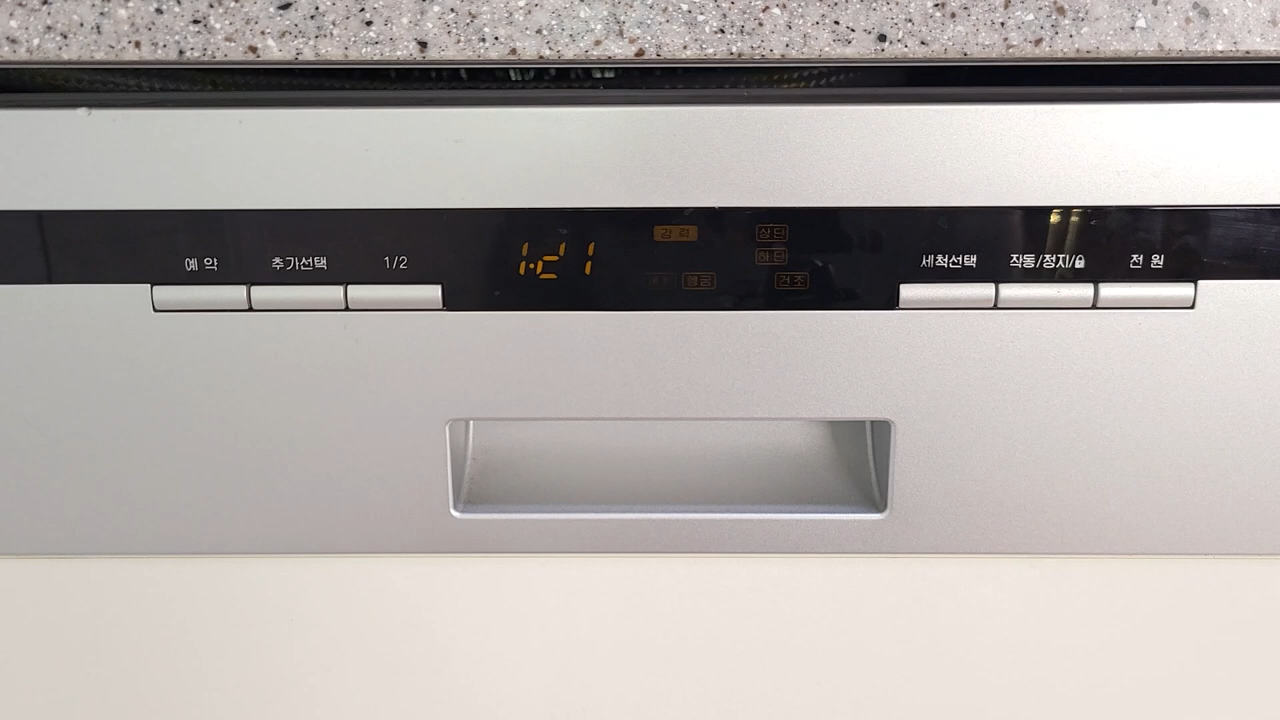 강력 상단
예약 추가선택 1/2 1:21 하단 세척선택 작동/정지/ 전원
헹굼 건조